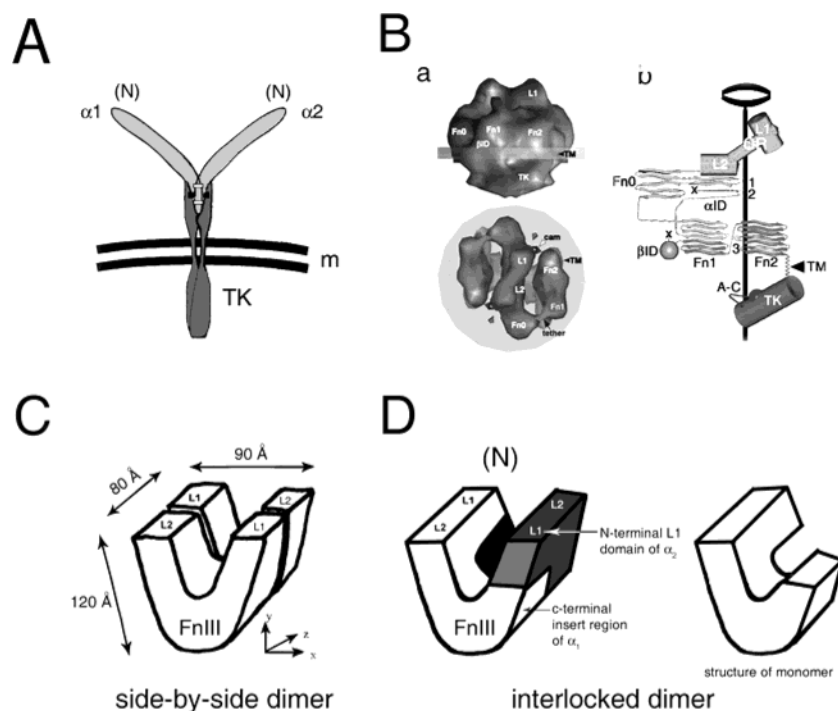 A
(N)
(N)
α1
α2
m
TK
B
a
L1
Fn0
Fn1
Fn2
βID
TM
TK
cam
L1
Fn2
TM
L2
Fn1
Fn0
tether
b
L1
L2
Fn0
1
x
2
αID
x
βID
3
Fn1
Fn2
TM
A-C
TK
C
90 Å
80 Å
L1
L2
L2
L1
120 Å
FnIII
y
z
x
side-by-side dimer
D
(N)
L1
L2
L2
L1
N-terminal L1
domain of α2
FnIII
c-terminal
insert region
of α1
structure of monomer
interlocked dimer